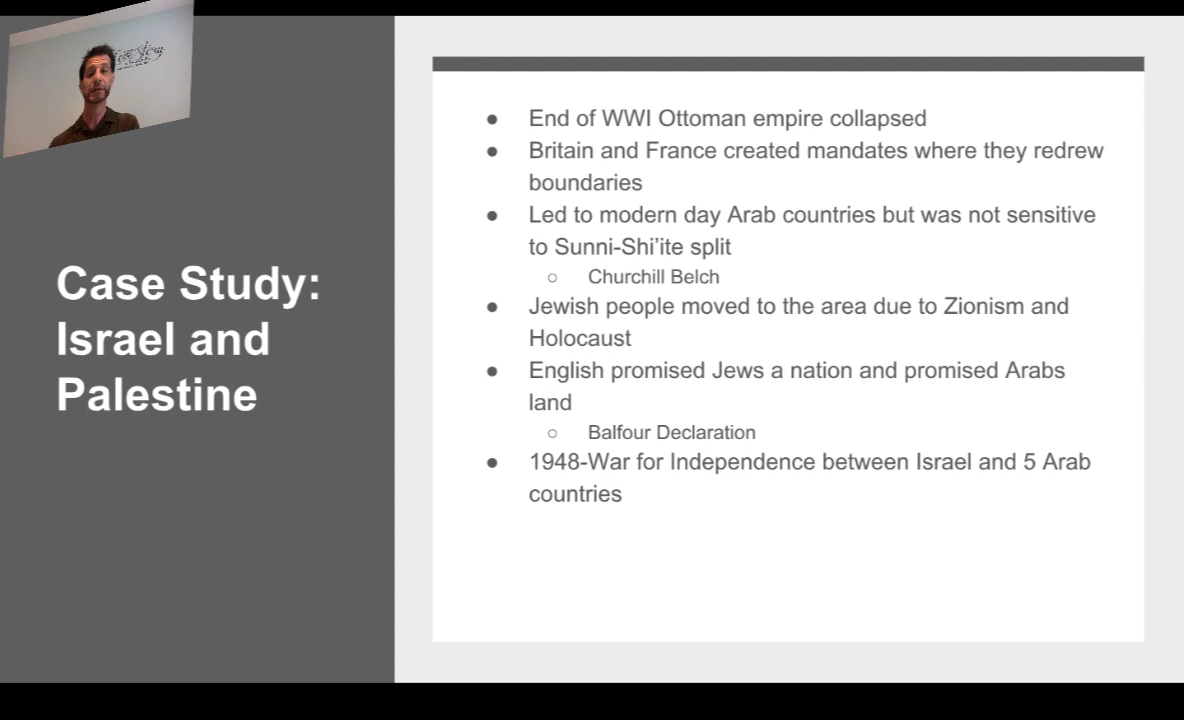 Case Study:
Israel and
Palestine
● End of WWI Ottoman empire collapsed
● Britain and France created mandates where they redrew
boundaries
● Led to modern day Arab countries but was not sensitive
to Sunni-Shi’ite split
○ Churchill Belch
● Jewish people moved to the area due to Zionism and
Holocaust
● English promised Jews a nation and promised Arabs
land
○ Balfour Declaration
● 1948-War for Independence between Israel and 5 Arab
countries